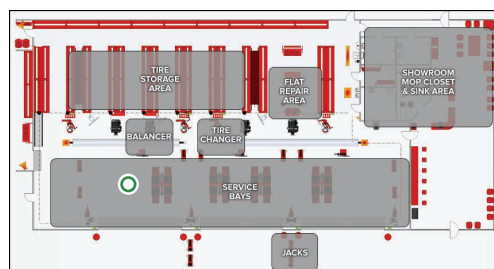 TIRE
STORAGE
AREA
FLAT
REPAIR
AREA
SHOWROOM
MOP CLOSET
& SINK AREA
BALANCER
TIRE
CHANGER
SERVICE
BAYS
JACKS